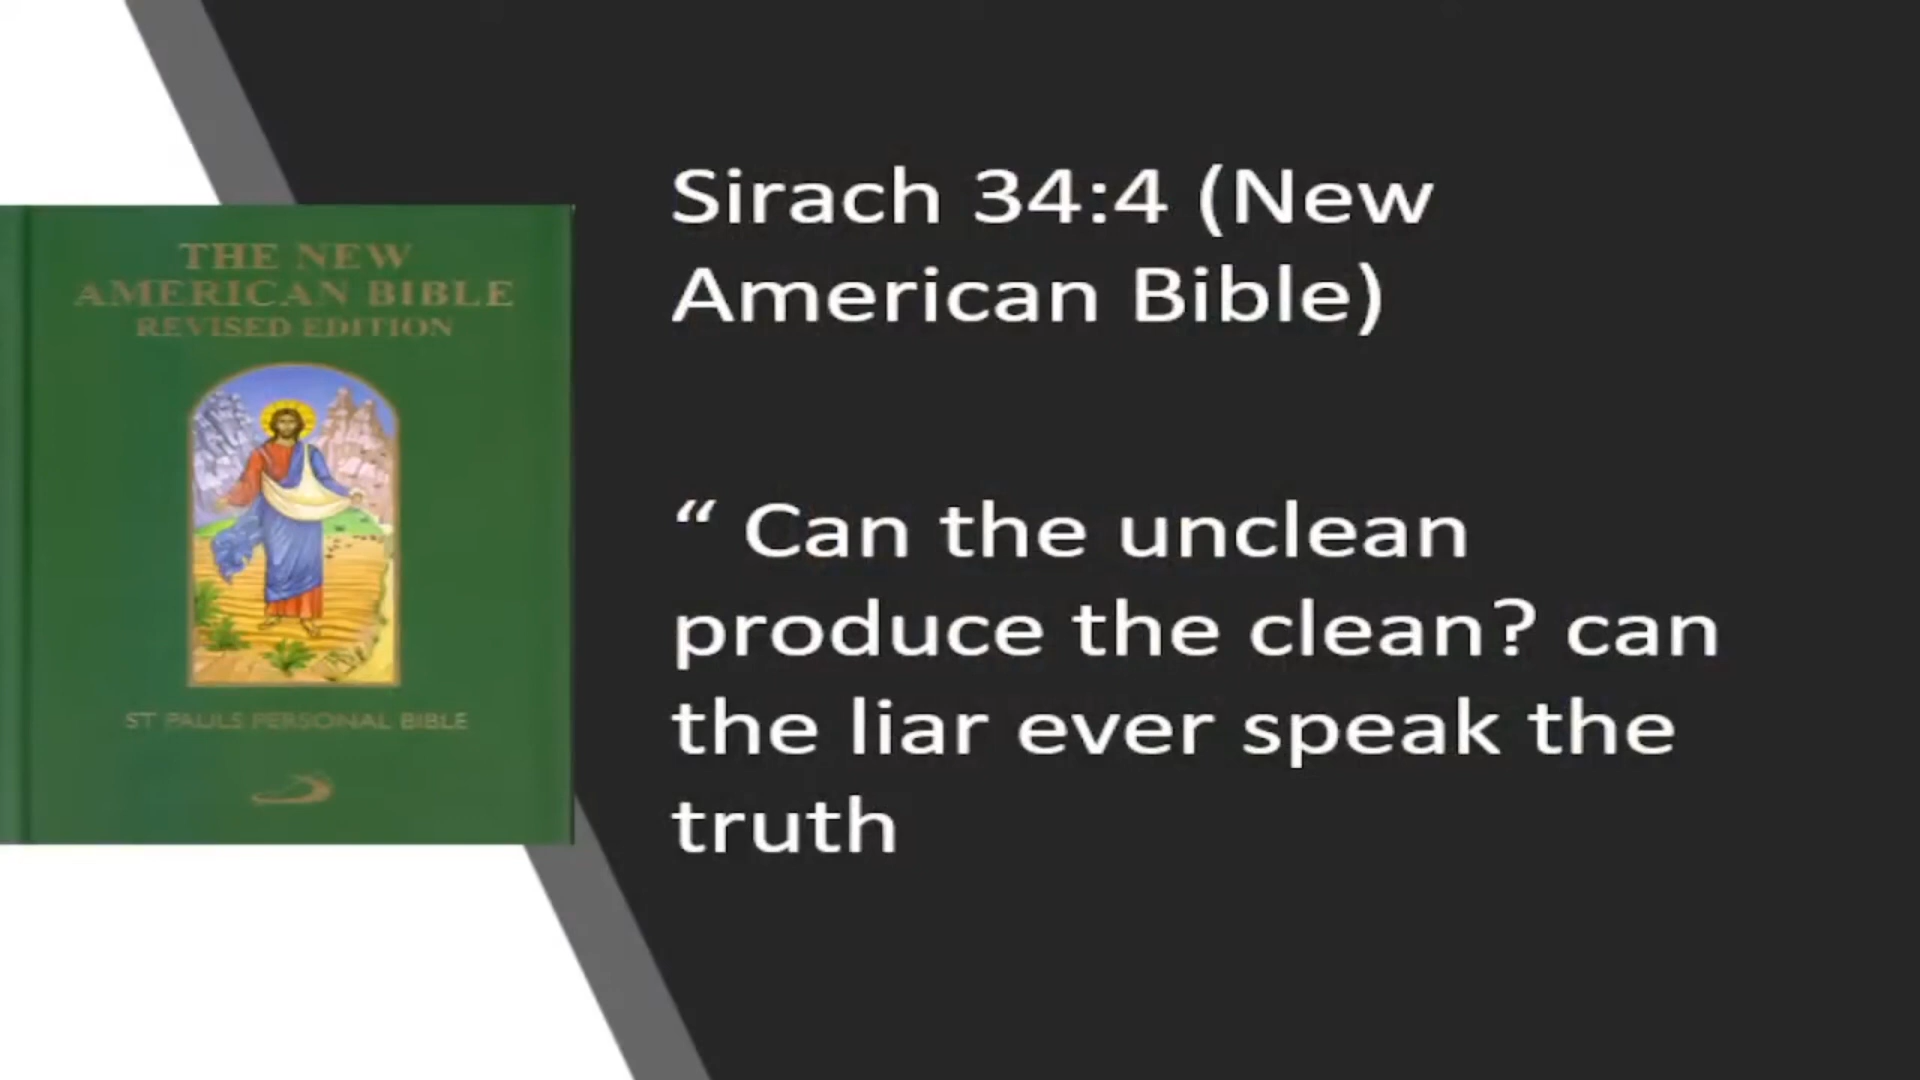 THE NEW
AMERICAN BIBLE
REVISED EDITION
ST PAULS PERSONAL BIBLE
Sirach 34:4 (New
American Bible)
“ Can the unclean
produce the clean? can
the liar ever speak the
truth